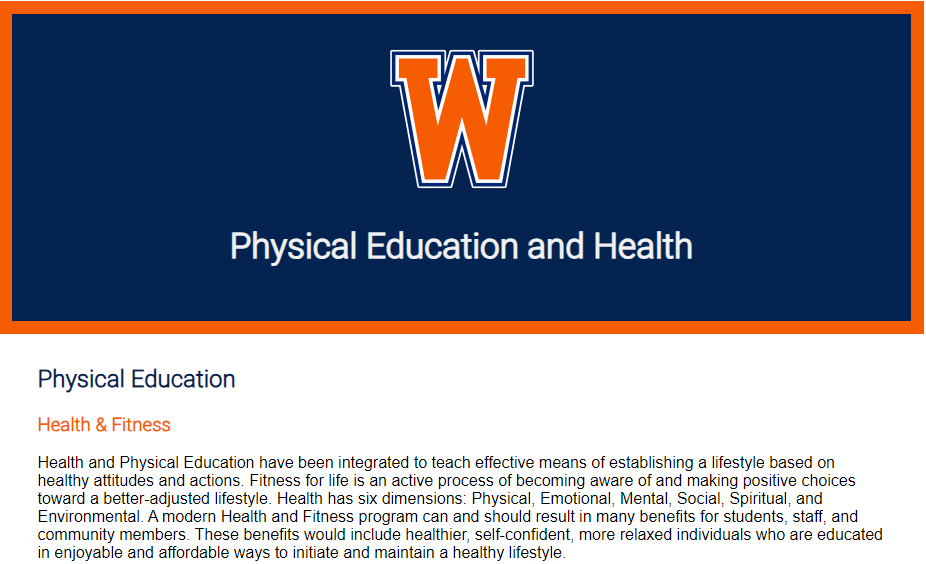 W
Physical Education and Health
Physical Education
Health & Fitness
Health and Physical Education have been integrated to teach effective means of establishing a lifestyle based on
healthy attitudes and actions. Fitness for life is an active process of becoming aware of and making positive choices
toward a better-adjusted lifestyle. Health has six dimensions: Physical, Emotional, Mental, Social, Spiritual, and
Environmental. A modern Health and Fitness program can and should result in many benefits for students, staff, and
community members. These benefits would include healthier, self-confident, more relaxed individuals who are educated
in enjoyable and affordable ways to initiate and maintain a healthy lifestyle.